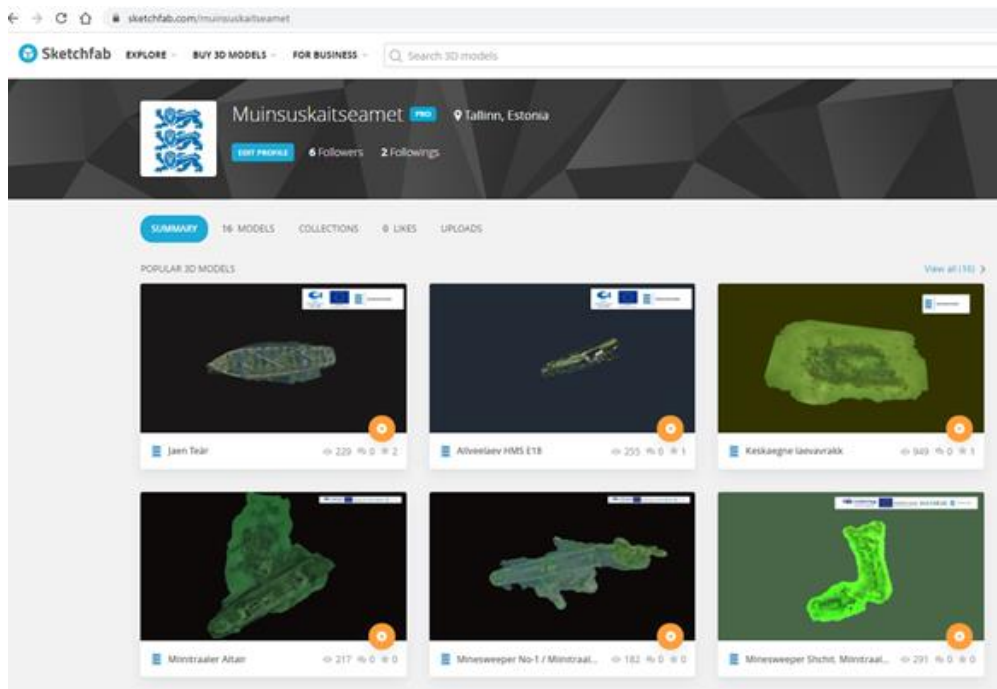 sketchfab.com/muinsuskaitseamet
Sketchfab EXPLORE BUY 3D MODELS FOR BUSINESS Search 3D models
Muinsuskaitseamet PRO Tallinn, Estonia
EDIT PROFILE 6 Followers 2 Followings
SUMMARY 16 MODELS COLLECTIONS 0 LIKES UPLOADS
POPULAR 3D MODELS View all (16)
Jaen Teär 229 0 2
Allveelaev HMS E18 255 0 1
Keskaegne laevavrakk 949 0 1
Miinitraaler Altair 217 0 0
Minesweeper No-1 / Miinitraal... 182 0 0
Minesweeper Shchit. Miinitraal... 291 0 0